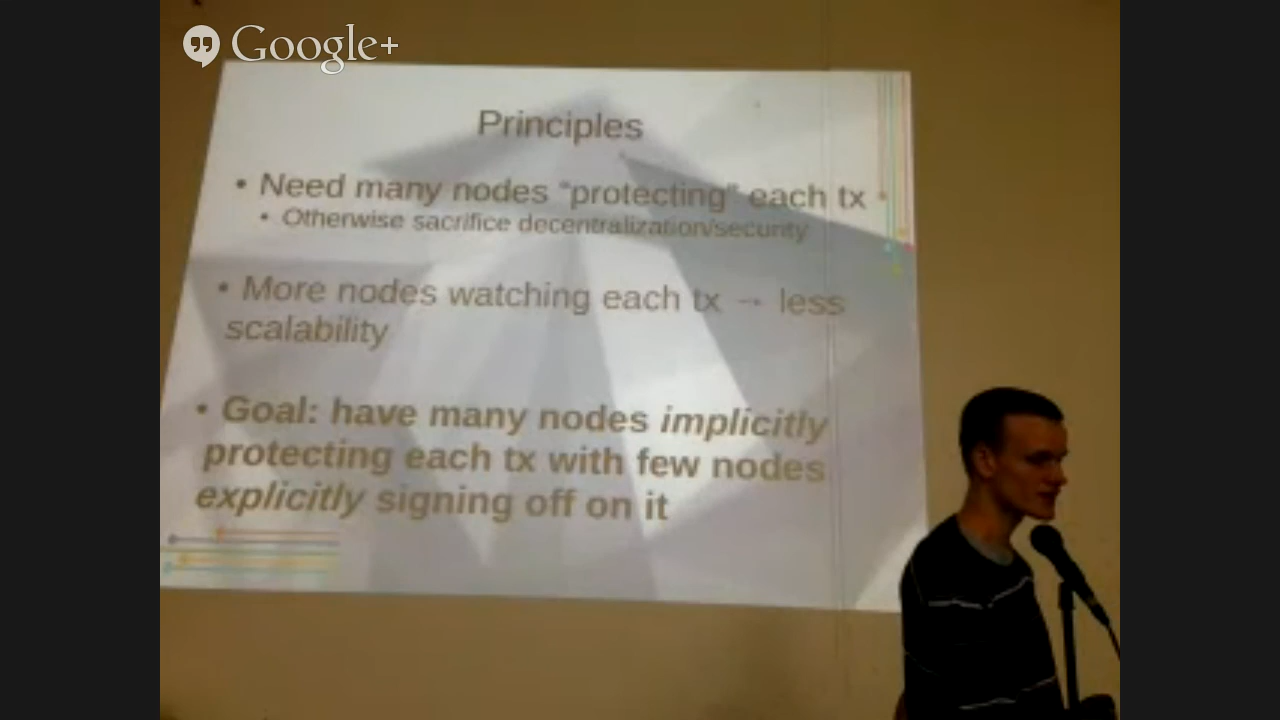 Google+
Principles
• Need many nodes "protecting" each tx
• Otherwise sacrifice decentralization/security
• More nodes watching each tx → less
scalability
• Goal: have many nodes implicitly
protecting each tx with few nodes
explicitly signing off on it